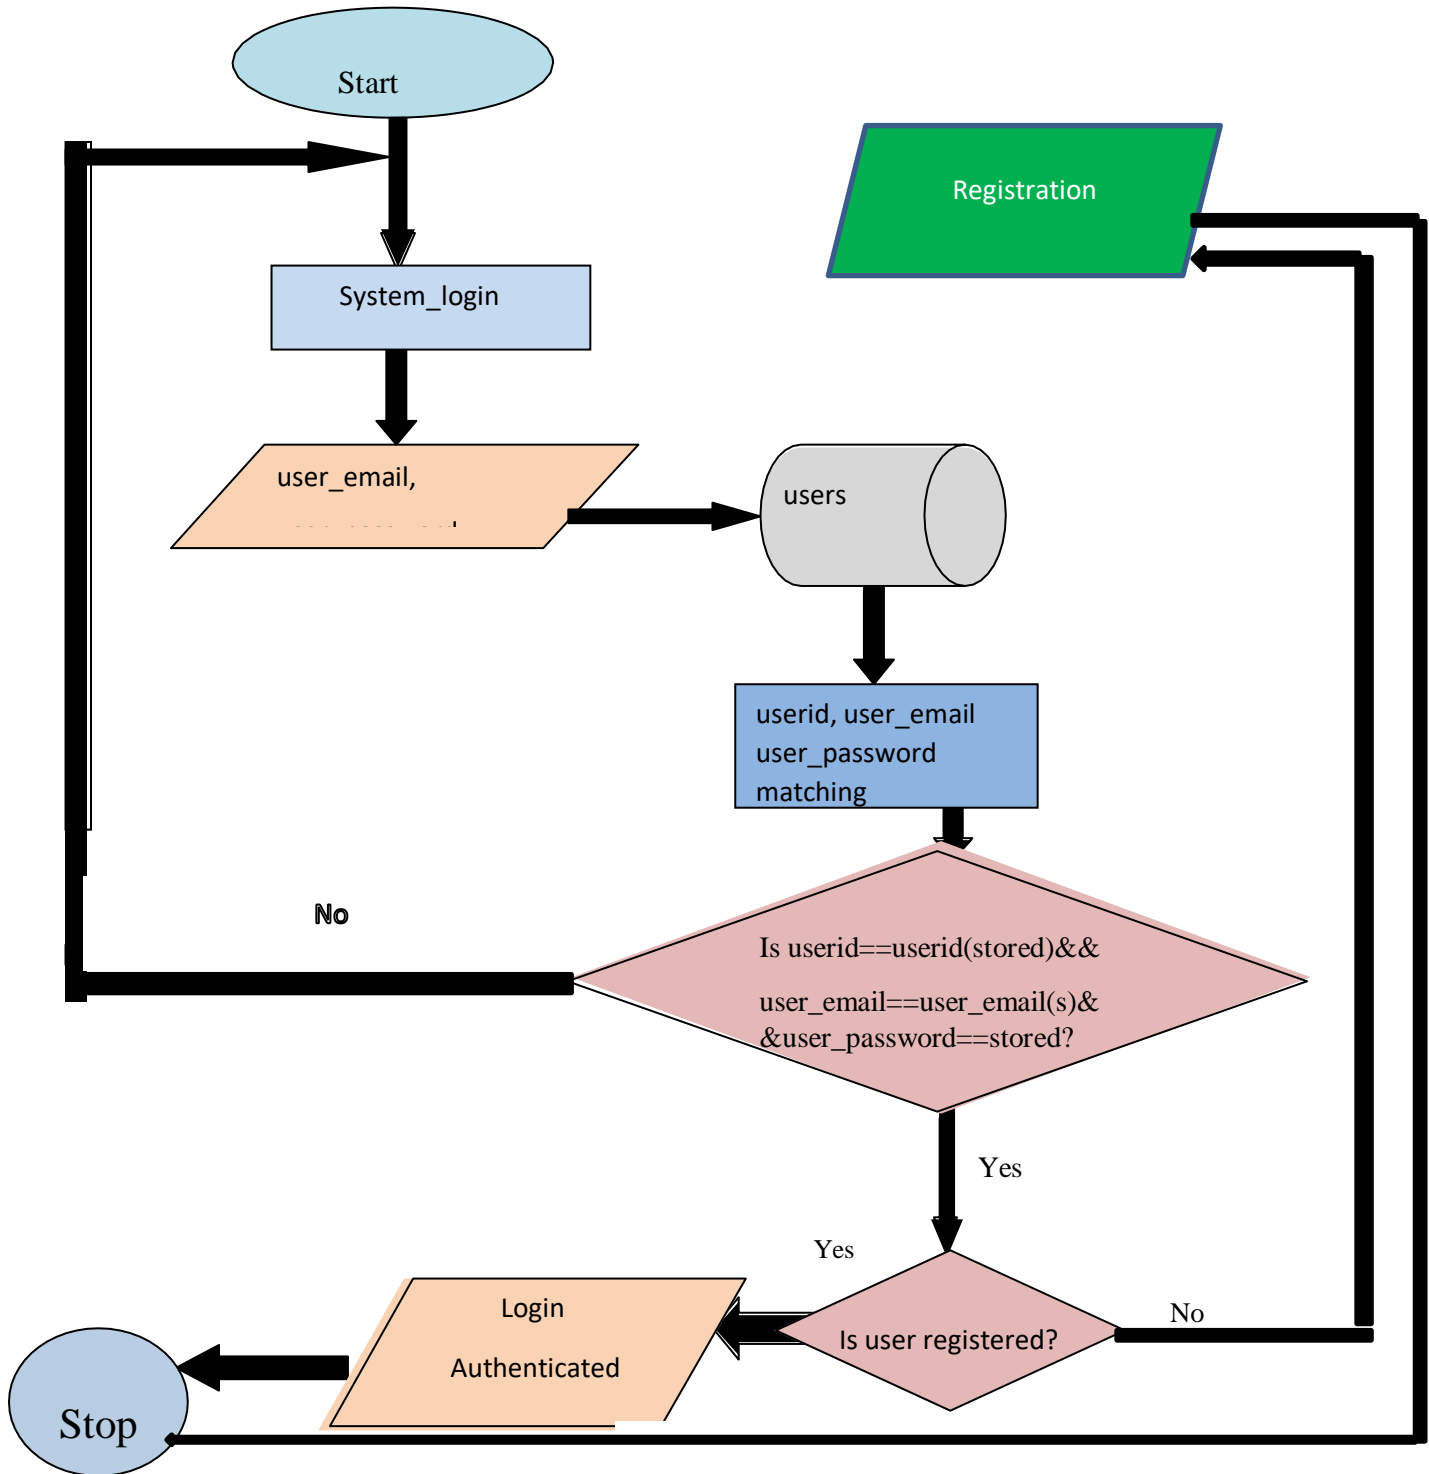 Start
Registration
System_login
user_email,
users
userid, user_email
user_password
matching
No
Is userid==userid(stored)&&
user_email==user_email(s)&
&user_password==stored?
Yes
Yes
No
Is user registered?
Login
Authenticated
Stop